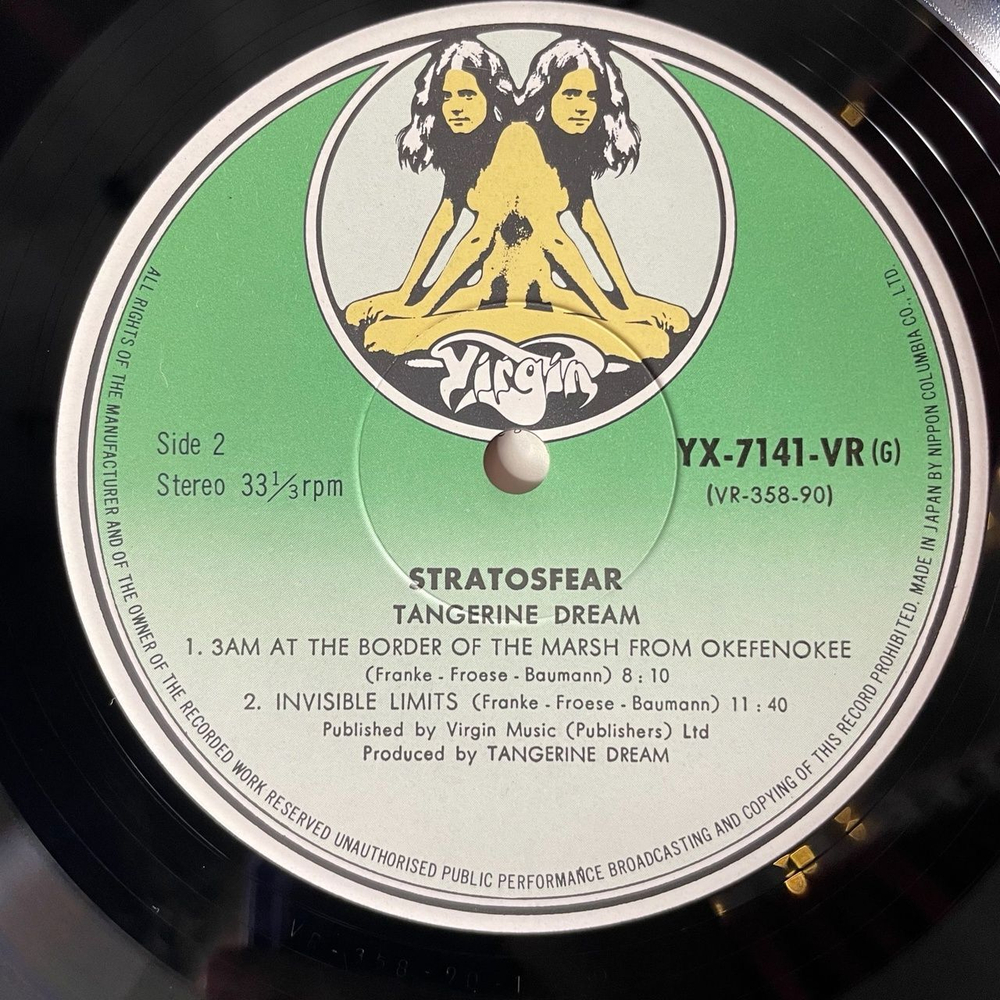 Virgin
Side 2
Stereo 33 1/3 rpm
YX-7141-VR (G)
(VR-358-90)
STRATOSFEAR
TANGERINE DREAM
1. 3AM AT THE BORDER OF THE MARSH FROM OKEFENOKEE
(Franke - Froese - Baumann) 8 : 10
2. INVISIBLE LIMITS (Franke - Froese - Baumann) 11 : 40
Published by Virgin Music (Publishers) Ltd
Produced by TANGERINE DREAM
ALL RIGHTS OF THE MANUFACTURER AND OF THE OWNER OF THE RECORDED WORK RESERVED UNAUTHORISED PUBLIC PERFORMANCE BROADCASTING AND COPYING OF THIS RECORD PROHIBITED. MADE IN JAPAN BY NIPPON COLUMBIA CO., LTD.